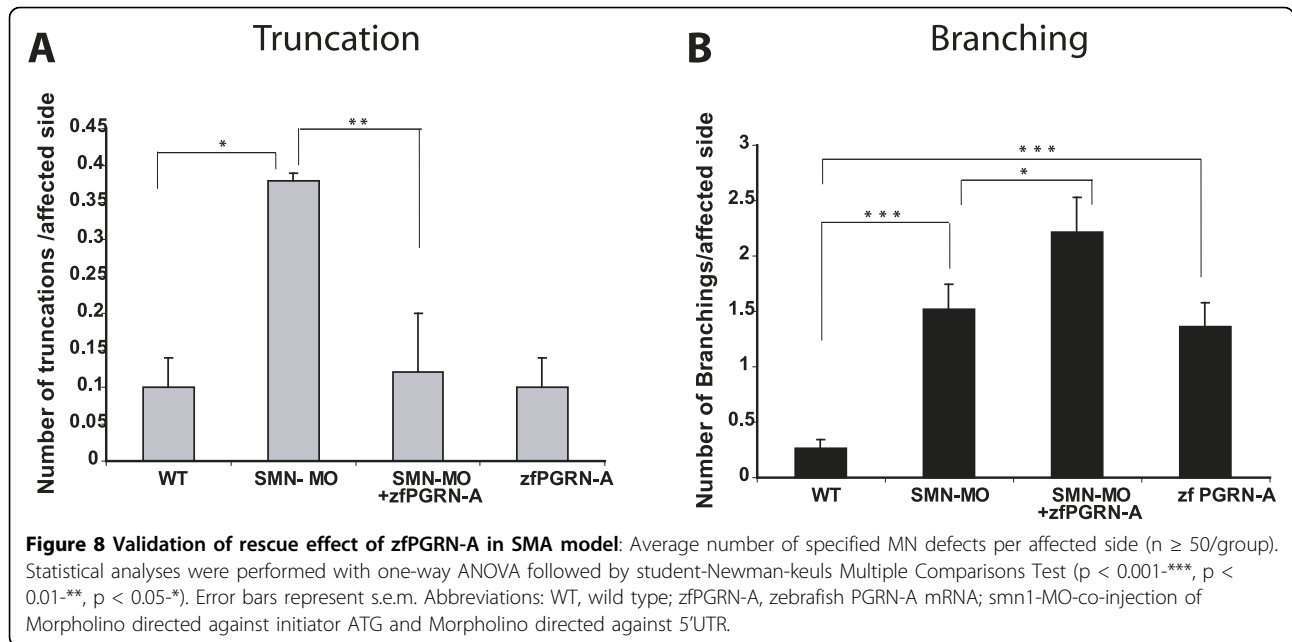 A
Truncation
Number of truncations /affected side
0.45
0.4
0.35
0.3
0.25
0.2
0.15
0.1
0.05
0
*
**
WT
SMN- MO
SMN-MO
+zfPGRN-A
zfPGRN-A
B
Branching
Number of Branchings/affected side
3
2.5
2
1.5
1
0.5
0
***
*
***
WT
SMN-MO
SMN-MO
+zfPGRN-A
zf PGRN-A
Figure 8 Validation of rescue effect of zfPGRN-A in SMA model: Average number of specified MN defects per affected side (n ≥ 50/group).
Statistical analyses were performed with one-way ANOVA followed by student-Newman-keuls Multiple Comparisons Test (p < 0.001-***, p <
0.01-**, p < 0.05-*). Error bars represent s.e.m. Abbreviations: WT, wild type; zfPGRN-A, zebrafish PGRN-A mRNA; smn1-MO-co-injection of
Morpholino directed against initiator ATG and Morpholino directed against 5'UTR.